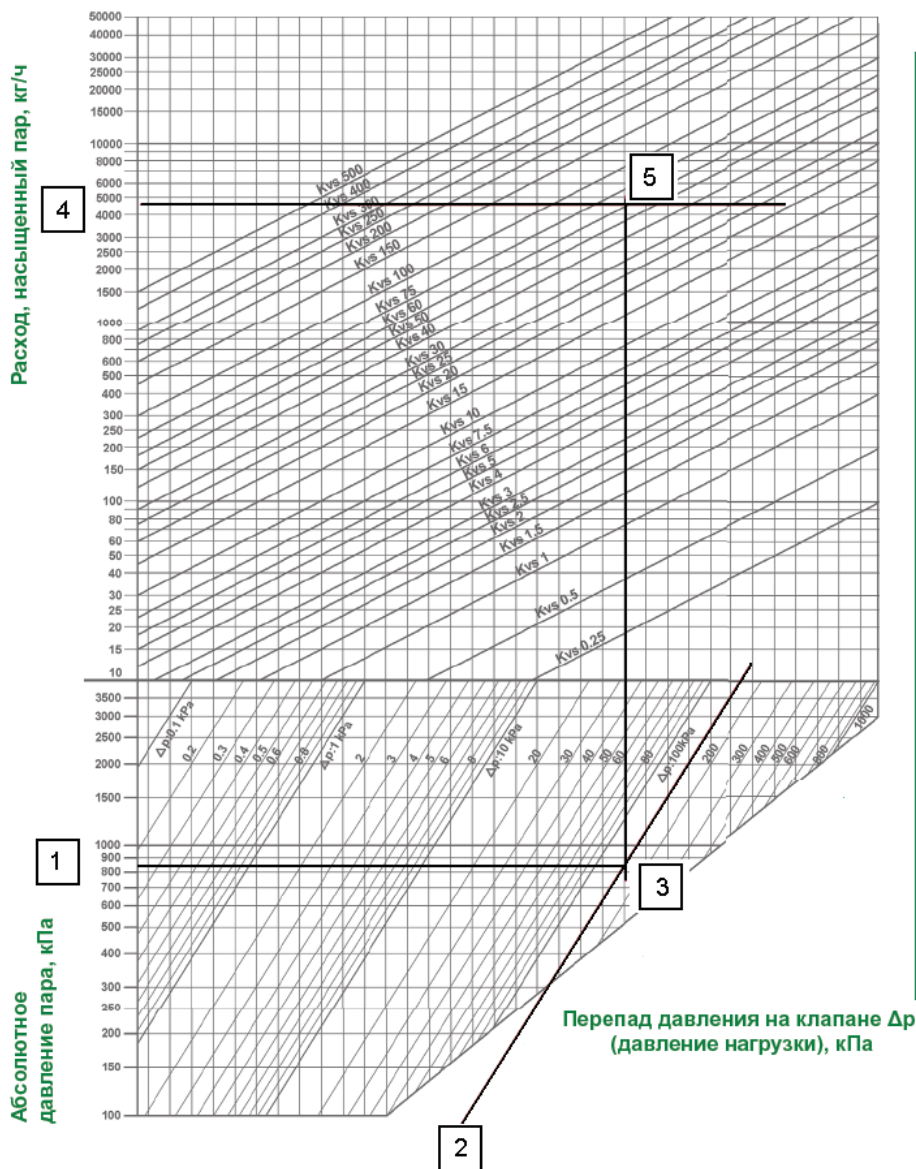 50000
40000
30000
25000
20000
15000
10000
8000
6000
5000
4000
3000
2500
2000
1500
1000
800
600
500
400
300
250
200
150
100
80
60
50
40
30
25
20
15
10
Расход, насыщенный пар, кг/ч
4
5
Kvs 500
Kvs 400
Kvs 300
Kvs 250
Kvs 200
Kvs 150
Kvs 100
Kvs 75
Kvs 60
Kvs 50
Kvs 40
Kvs 30
Kvs 25
Kvs 20
Kvs 15
Kvs 10
Kvs 7.5
Kvs 6
Kvs 5
Kvs 4
Kvs 3
Kvs 2.5
Kvs 2
Kvs 1.5
Kvs 1
Kvs 0.5
Kvs 0.25
3500
3000
2500
2000
1500
1000
900
800
700
600
500
400
300
260
200
150
100
Δp:0.1 kPa
0.2
0.3
0.4
0.5
0.6
0.8
Δp:1 kPa
2
3
4
5
6
8
Δp:10 kPa
20
30
40
50
60
80
Δp:100kPa
200
300
400
500
600
800
1000
1
3
Абсолютное
давление пара, кПа
Перепад давления на клапане Δp
(давление нагрузки), кПа
2